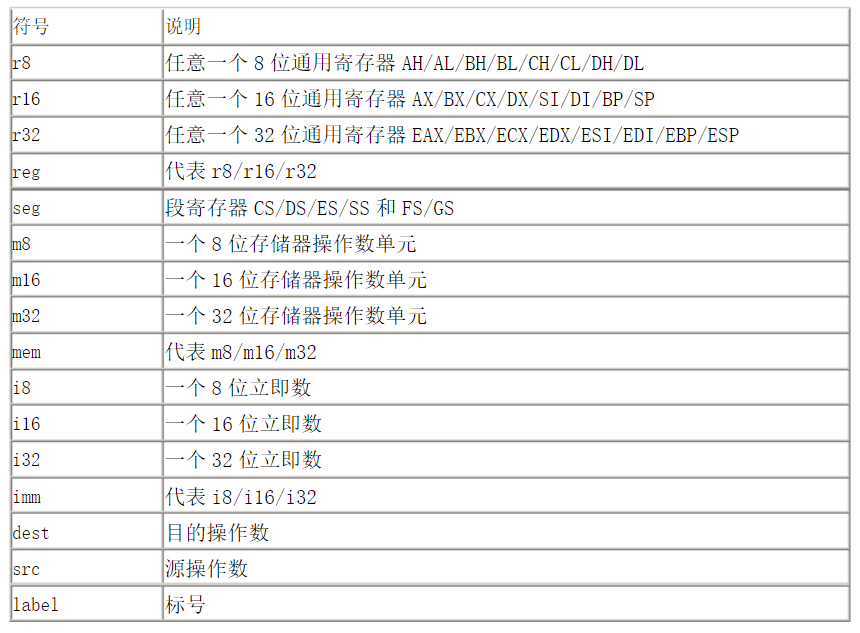 符号 说明
r8 任意一个 8 位通用寄存器 AH/AL/BH/BL/CH/CL/DH/DL
r16 任意一个 16 位通用寄存器 AX/BX/CX/DX/SI/DI/BP/SP
r32 任意一个 32 位通用寄存器 EAX/EBX/ECX/EDX/ESI/EDI/EBP/ESP
reg 代表 r8/r16/r32
seg 段寄存器 CS/DS/ES/SS 和 FS/GS
m8 一个 8 位存储器操作数单元
m16 一个 16 位存储器操作数单元
m32 一个 32 位存储器操作数单元
mem 代表 m8/m16/m32
i8 一个 8 位立即数
i16 一个 16 位立即数
i32 一个 32 位立即数
imm 代表 i8/i16/i32
dest 目的操作数
src 源操作数
label 标号